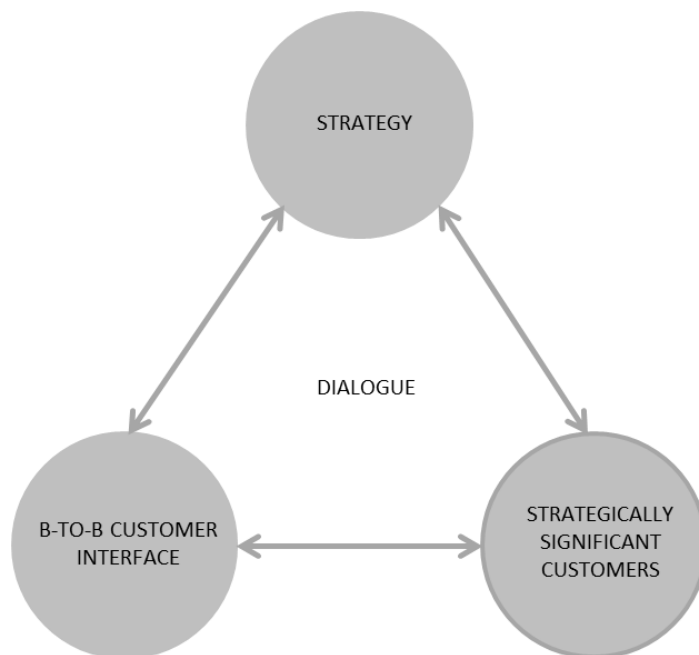 STRATEGY
DIALOGUE
B-TO-B CUSTOMER
INTERFACE
STRATEGICALLY
SIGNIFICANT
CUSTOMERS